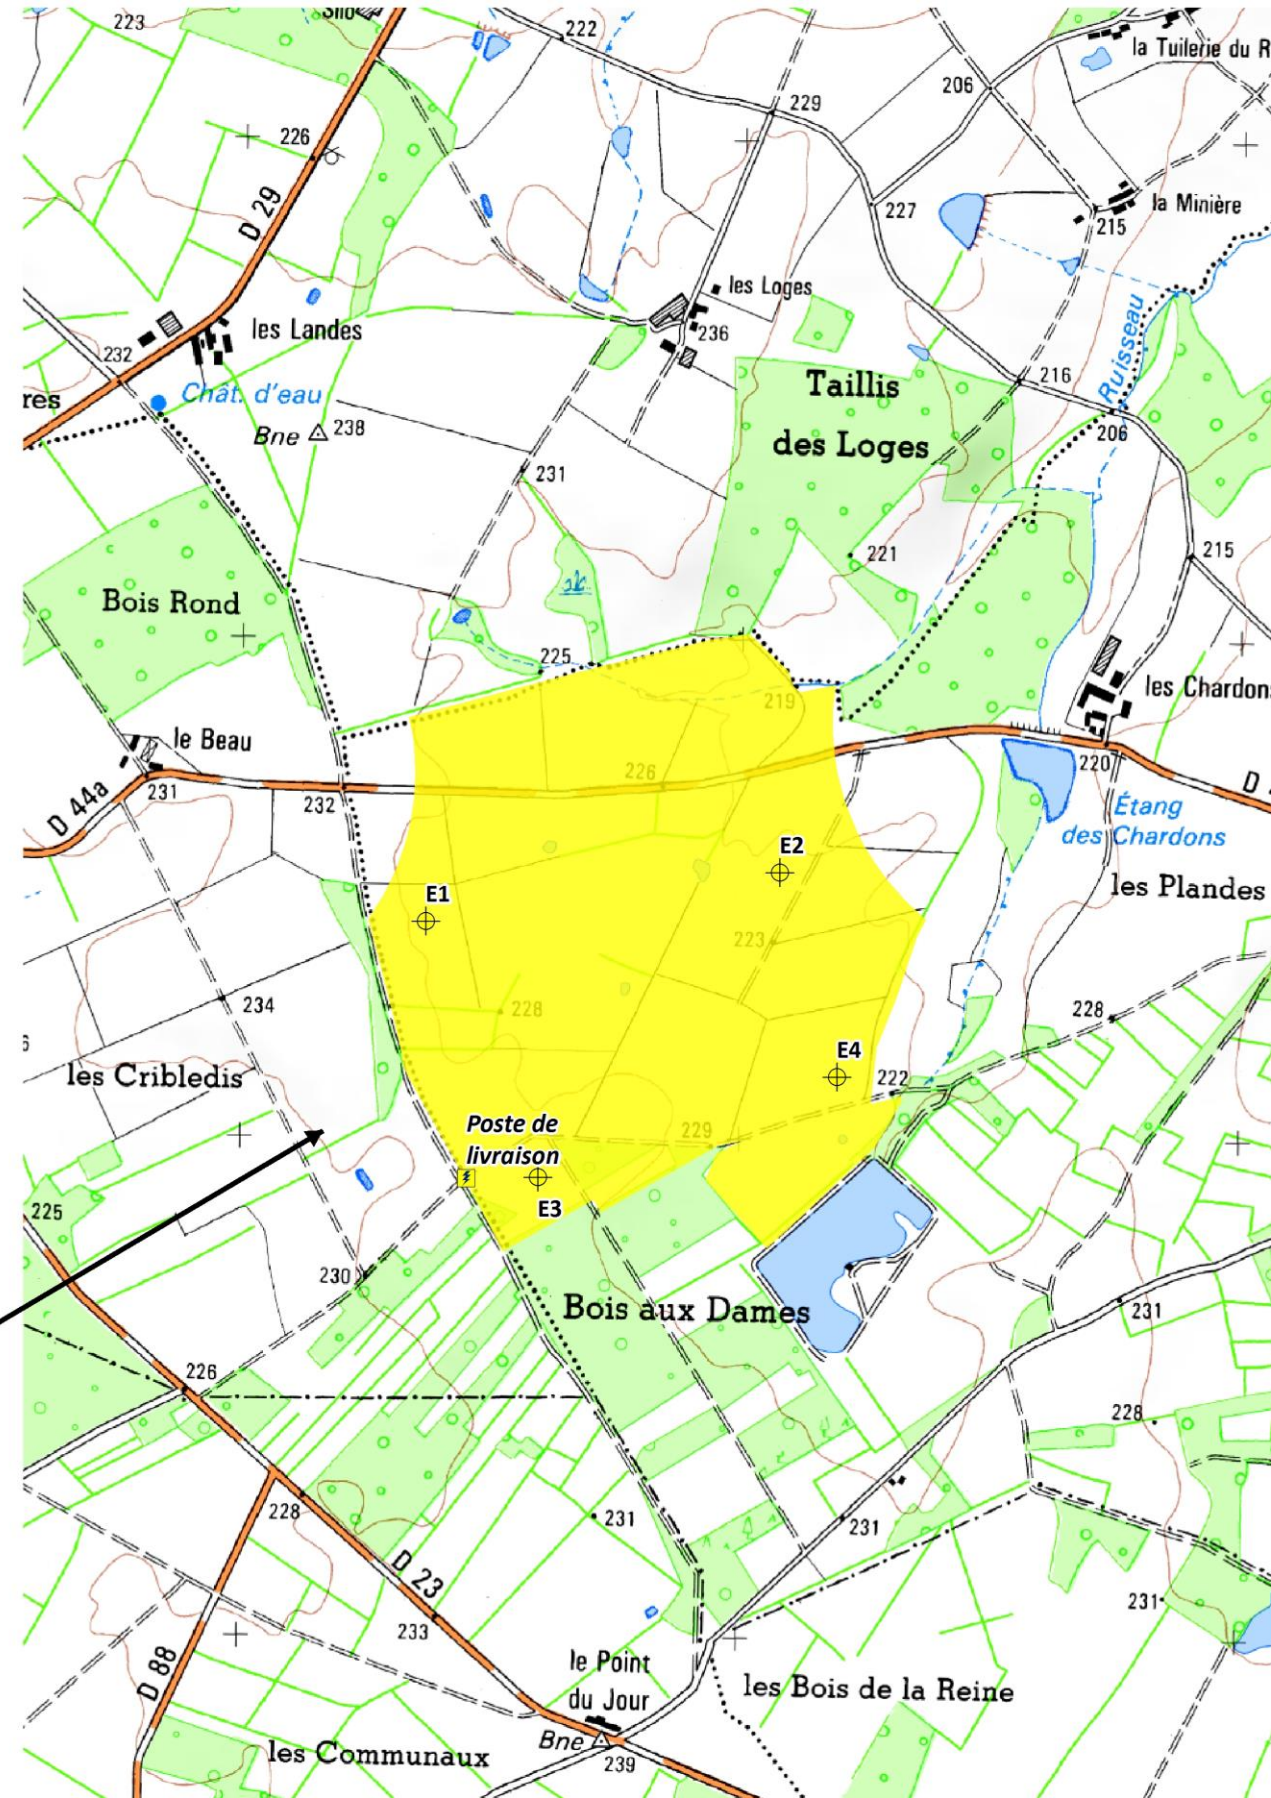 223
Silo
222
la Tuilerie du R
229
206
226
D 29
227
la Minière
215
les Loges
236
les Landes
232
res
Chât. d'eau
Bne 238
Taillis
des Loges
216
Ruisseau
206
231
221
215
Bois Rond
225
219
les Chardons
le Beau
231
D 44a
232
226
220
D
Étang
des Chardons
les Plandes
E1
E2
223
234
228
228
les Cribledis
E4
222
Poste de
livraison
229
E3
225
230
Bois aux Dames
231
226
228
228
231
231
D 23
233
231
D 88
le Point
du Jour
les Bois de la Reine
les Communaux
Bne
239